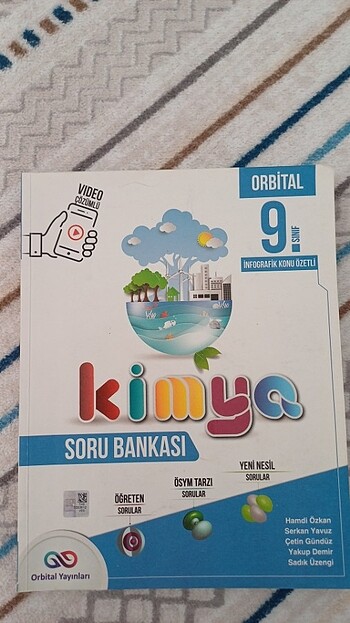 VIDEO
ÇÖZÜMLÜ
ORBİTAL
9.
SINIF
İNFOGRAFİK KONU ÖZETLİ
kimya
SORU BANKASI
ÖĞRETEN
SORULAR
ÖSYM TARZI
SORULAR
YENİ NESİL
SORULAR
Hamdi Özkan
Serkan Yavuz
Çetin Gündüz
Yakup Demir
Sadık Üzengi
Orbital Yayınları